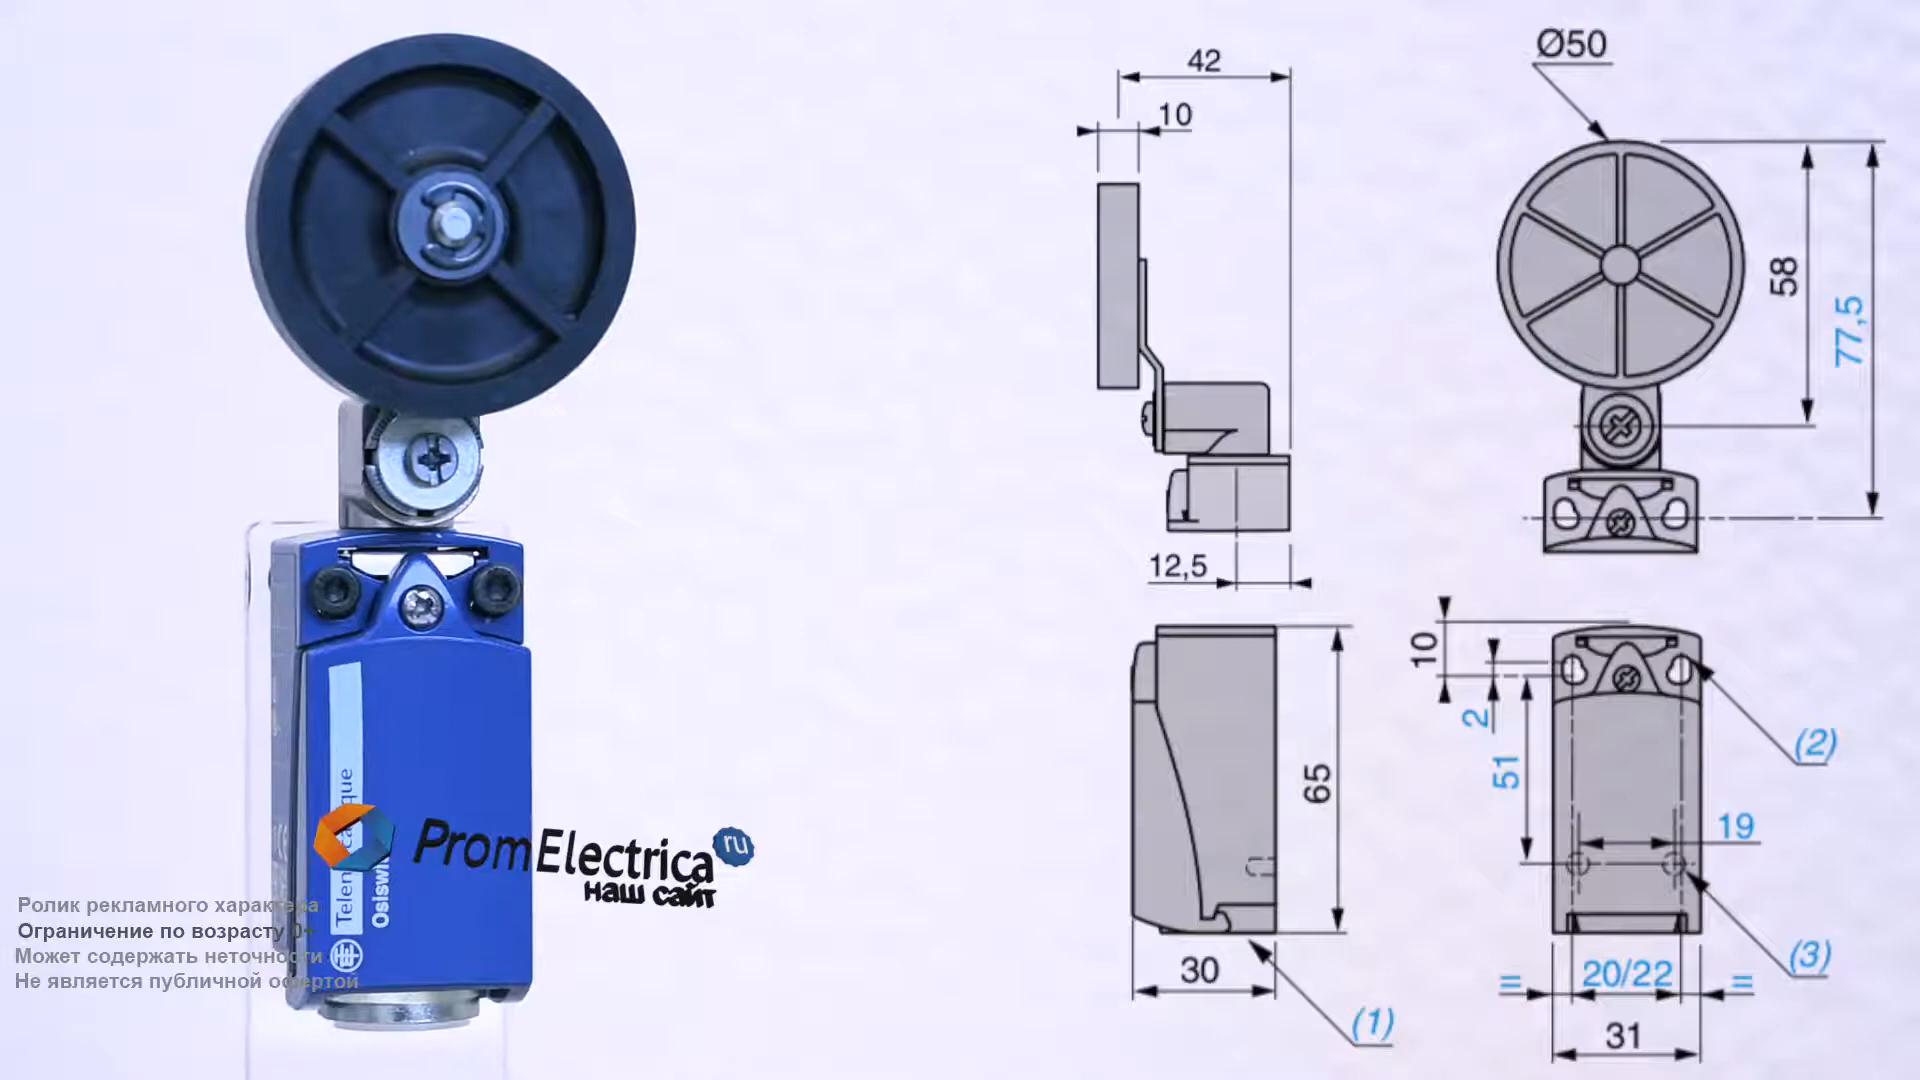 Telemecanique
Osiswi
PromElectrica
ru
наш сайт
Ролик рекламного характера
Ограничение по возрасту 0+
Может содержать неточности
Не является публичной офертой
42
10
Ø50
58
77,5
12,5
65
30
(1)
10
2
51
19
(2)
(3)
= 20/22 =
31